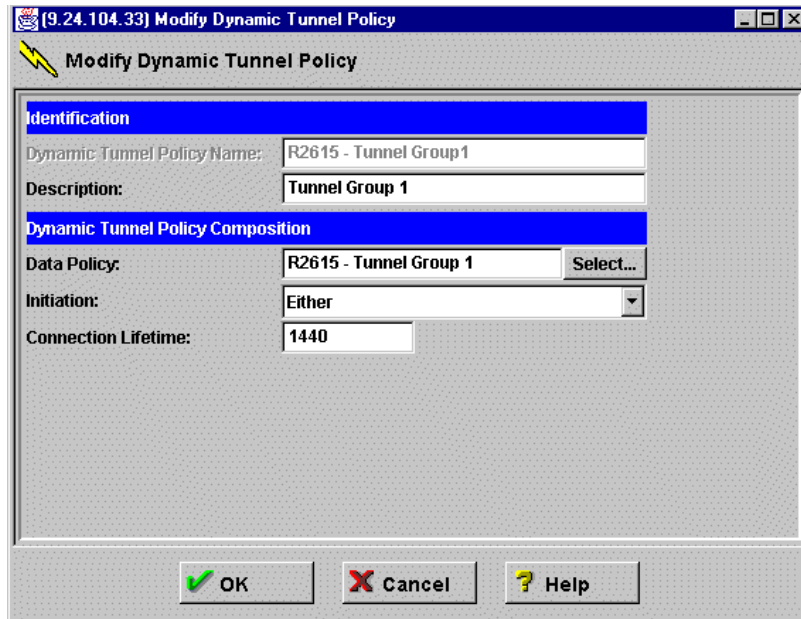 (9.24.104.33) Modify Dynamic Tunnel Policy
Modify Dynamic Tunnel Policy
Identification
Dynamic Tunnel Policy Name: R2615 - Tunnel Group1
Description: Tunnel Group 1
Dynamic Tunnel Policy Composition
Data Policy: R2615 - Tunnel Group 1 Select...
Initiation: Either
Connection Lifetime: 1440
OK Cancel Help